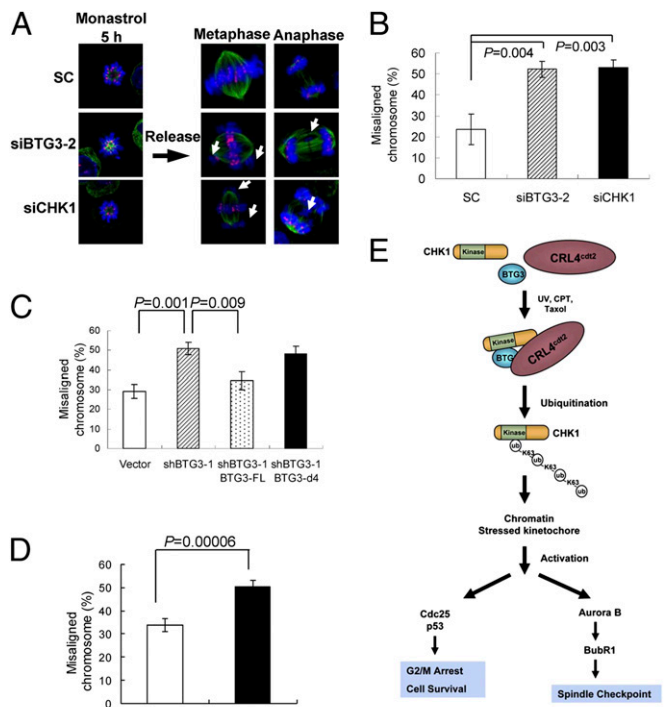 A
Monastrol
5 h
Metaphase Anaphase
SC
siBTG3-2
Release
siCHK1
B
P=0.004
P=0.003
Misaligned
chromosome (%)
60
50
40
30
20
10
0
SC
siBTG3-2
siCHK1
C
P=0.001
P=0.009
Misaligned
chromosome (%)
60
50
40
30
20
10
0
Vector
shBTG3-1
shBTG3-1
BTG3-FL
shBTG3-1
BTG3-d4
D
P=0.00006
Misaligned
chromosome (%)
60
50
40
30
20
10
0
E
CHK1
Kinase
CRL4cdt2
BTG3
UV, CPT,
Taxol
Kinase
BTG
CRL4cdt2
Ubiquitination
Kinase
CHK1
ub
K63
ub
K63
ub
K63
ub
Chromatin
Stressed kinetochore
Activation
Cdc25
p53
Aurora B
BubR1
G2/M Arrest
Cell Survival
Spindle Checkpoint